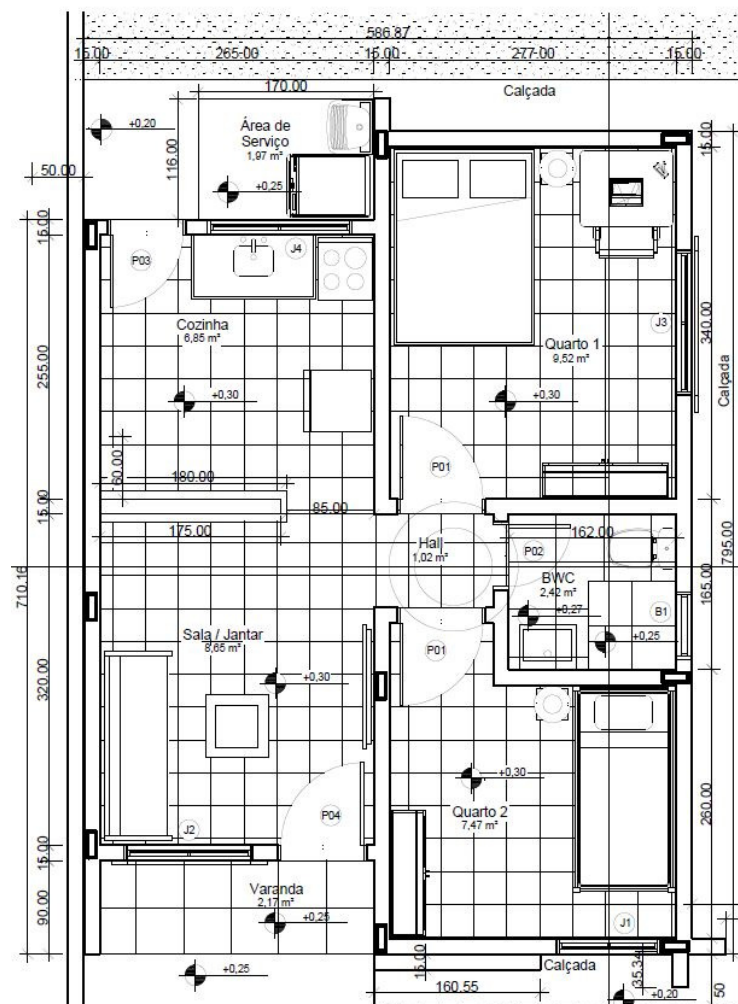 586.87
15.00
265.00
15.00
277.00
15.00
170.00
Calçada
+0,20
Área de
Serviço
1,97 m²
116.00
50.00
+0,25
15.00
15.00
P03
J4
Cozinha
6,85 m²
Quarto 1
9,52 m²
J3
340.00
Calçada
255.00
+0,30
+0,30
60.00
180.00
P01
15.00
85.00
175.00
Hall
1,02 m²
P02
162.00
BWC
2,42 m²
795.00
165.00
710.16
+0,27
B1
+0,25
Sala / Jantar
8,65 m²
P01
320.00
+0,30
+0,30
Quarto 2
7,47 m²
260.00
P04
J2
15.00
Varanda
2,17 m²
90.00
+0,25
J1
+0,25
15.00
Calçada
35.34
160.55
+0,20
50